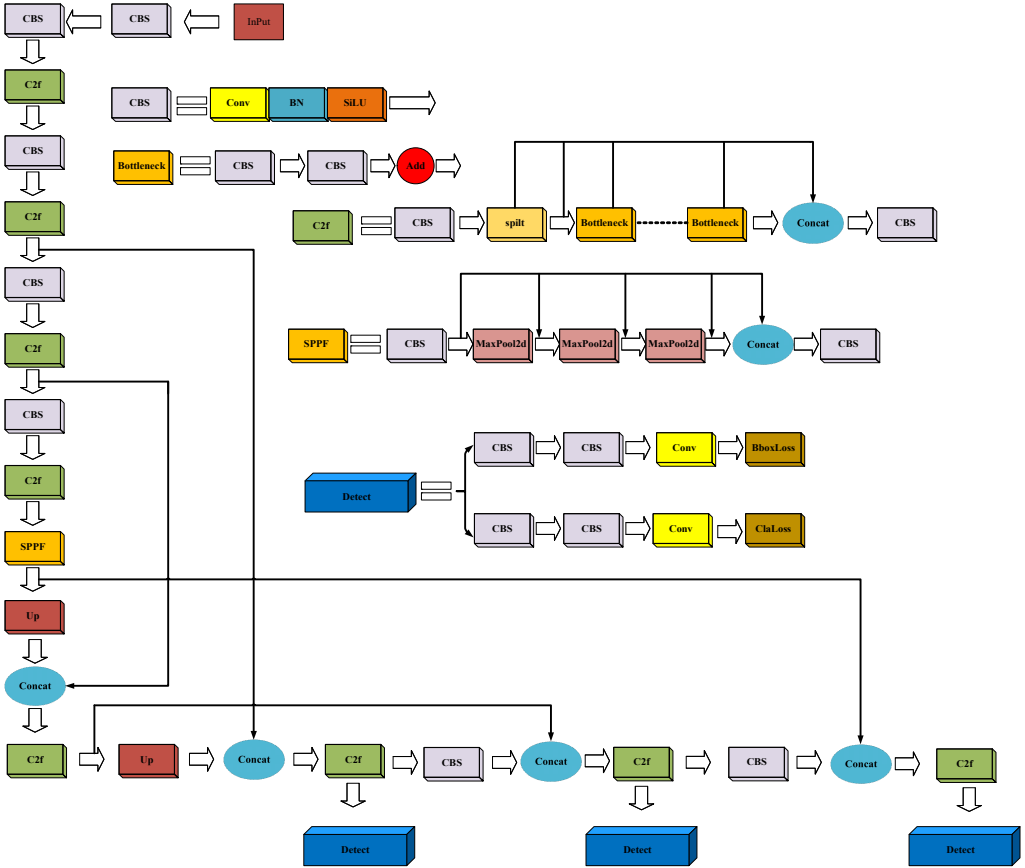 CBS
CBS
InPut
C2f
CBS
Conv
BN
SiLU
CBS
Bottleneck
CBS
CBS
Add
C2f
C2f
CBS
spilt
Bottleneck
Bottleneck
Concat
CBS
CBS
C2f
SPPF
CBS
MaxPool2d
MaxPool2d
MaxPool2d
Concat
CBS
CBS
C2f
Detect
CBS
CBS
Conv
BboxLoss
CBS
CBS
Conv
ClaLoss
SPPF
Up
Concat
C2f
Up
Concat
C2f
CBS
Concat
C2f
CBS
Concat
C2f
Detect
Detect
Detect